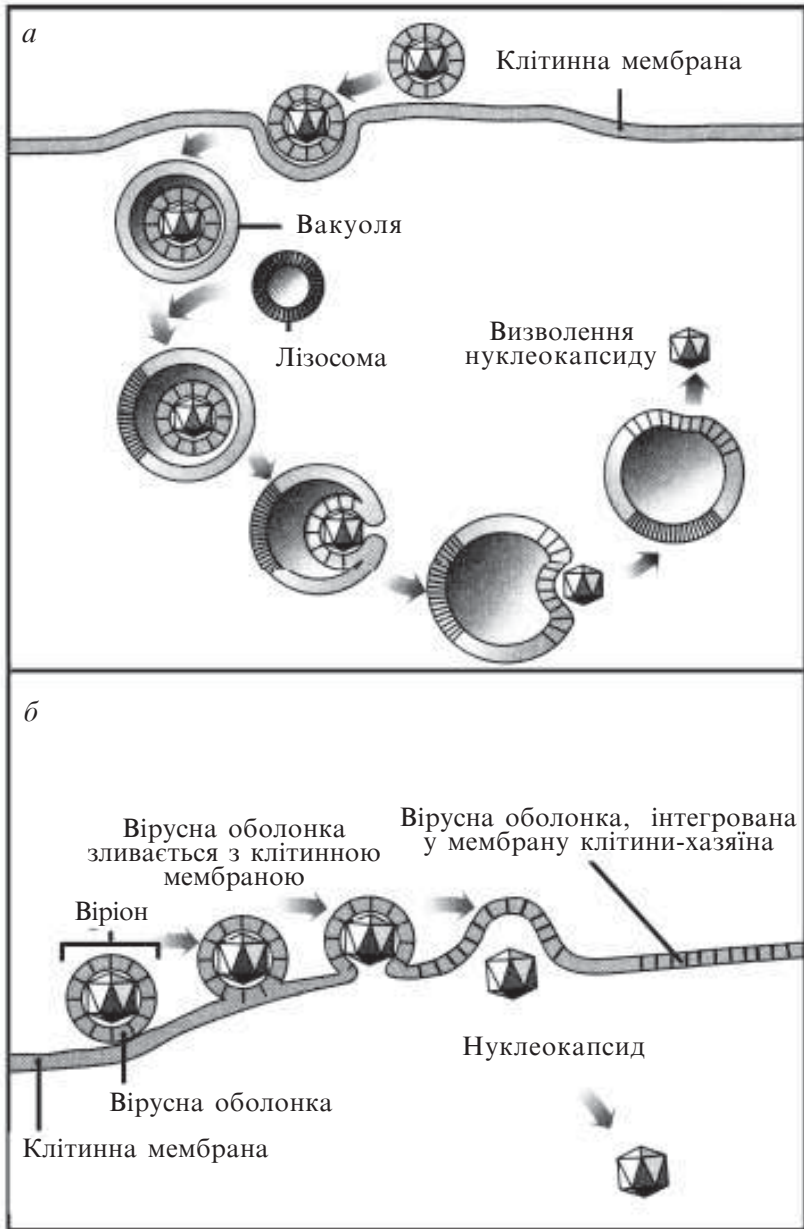 а
Клітинна мембрана
Вакуоля
Лізосома
Визволення
нуклеокапсиду
б
Вірусна оболонка
зливається з клітинною
мембраною
Вірусна оболонка, інтегрована
у мембрану клітини-хазяїна
Віріон
Нуклеокапсид
Вірусна оболонка
Клітинна мембрана